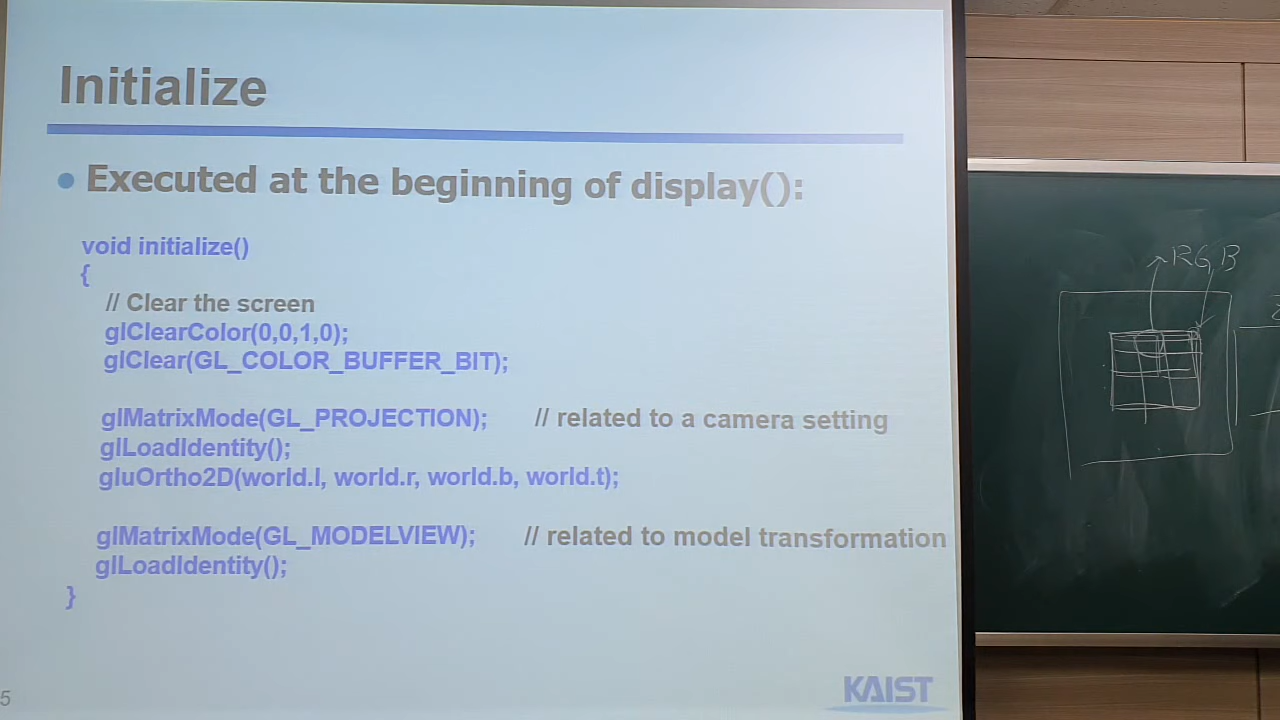 Initialize
• Executed at the beginning of display():
void initialize()
{
// Clear the screen
glClearColor(0,0,1,0);
glClear(GL_COLOR_BUFFER_BIT);
glMatrixMode(GL_PROJECTION); // related to a camera setting
glLoadIdentity();
gluOrtho2D(world.l, world.r, world.b, world.t);
glMatrixMode(GL_MODELVIEW); // related to model transformation
glLoadIdentity();
}
5
KAIST
RGB